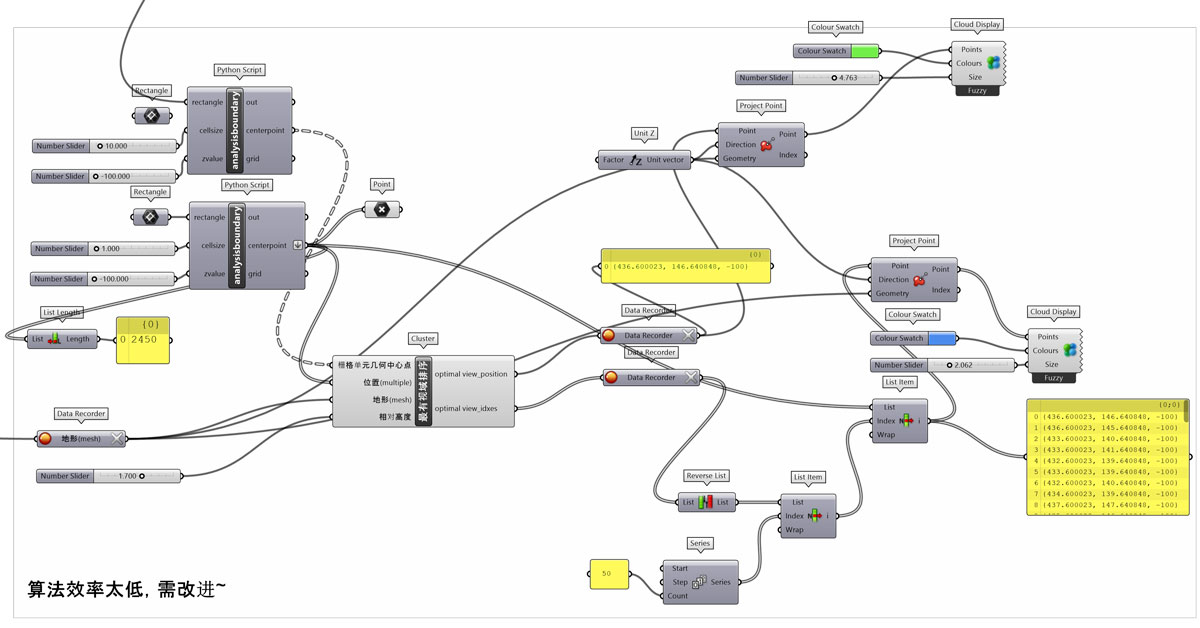 Python Script
Rectangle
rectangle
out
cellsize
centerpoint
zvalue
grid
analysisboundary
Number Slider 10.000
Number Slider -100.000
Python Script
Rectangle
rectangle
out
cellsize
centerpoint
zvalue
grid
analysisboundary
Number Slider 1.000
Number Slider -100.000
Point
List Length
List
Length
{0}
0 2450
Data Recorder
地形(mesh)
Number Slider 1.700
Cluster
栅格单元几何中心点
位置(multiple)
地形(mesh)
相对高度
最有视域排序
optimal view_position
optimal view_idxes
Unit Z
Factor
Unit vector
Project Point
Point
Direction
Geometry
Point
Index
Colour Swatch
Colour Swatch
Number Slider 4.763
Cloud Display
Points
Colours
Size
Fuzzy
{0}
0 {436.600023, 146.640848, -100}
Data Recorder
Data Recorder
Data Recorder
Data Recorder
Project Point
Point
Direction
Geometry
Point
Index
Colour Swatch
Colour Swatch
Number Slider 2.062
Cloud Display
Points
Colours
Size
Fuzzy
List Item
List
Index
Wrap
i
{0;0}
0 {436.600023, 146.640848, -100}
1 {436.600023, 145.640848, -100}
2 {433.600023, 140.640848, -100}
3 {433.600023, 141.640848, -100}
4 {432.600023, 139.640848, -100}
5 {433.600023, 139.640848, -100}
6 {432.600023, 140.640848, -100}
7 {434.600023, 139.640848, -100}
8 {437.600023, 147.640848, -100}
Reverse List
List
List
List Item
List
Index
Wrap
i
Series
50
Start
Step
Count
Series
算法效率太低, 需改进~